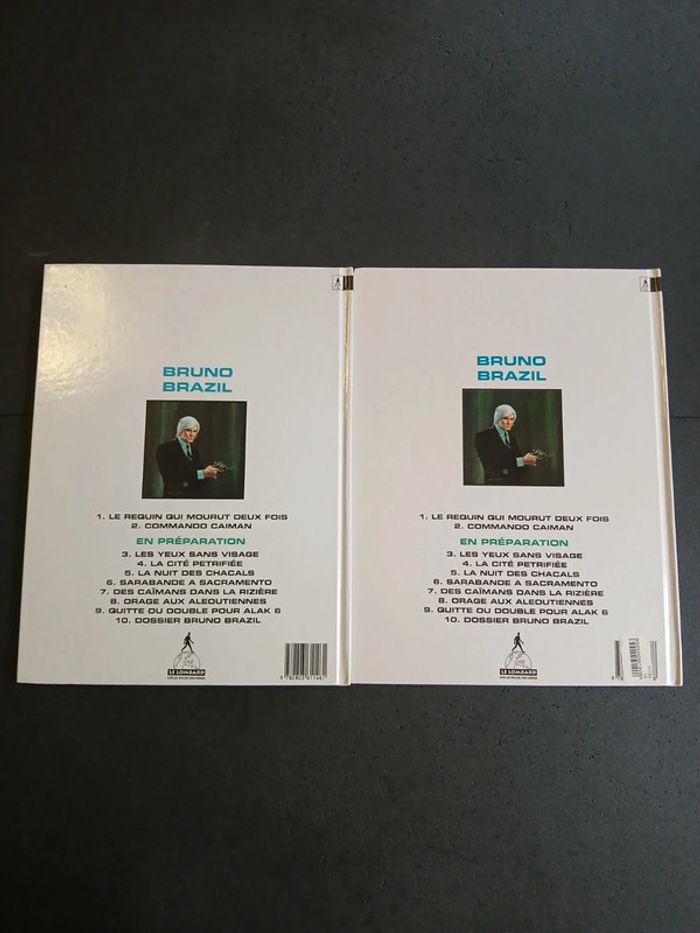 BRUNO
BRAZIL
1. LE REQUIN QUI MOURUT DEUX FOIS
2. COMMANDO CAIMAN
EN PRÉPARATION
3. LES YEUX SANS VISAGE
4. LA CITÉ PETRIFIÉE
5. LA NUIT DES CHACALS
6. SARABANDE A SACRAMENTO
7. DES CAÏMANS DANS LA RIZIÈRE
8. ORAGE AUX ALEOUTIENNES
9. QUITTE OU DOUBLE POUR ALAK 6
10. DOSSIER BRUNO BRAZIL
LE LOMBARD
BRUNO
BRAZIL
1. LE REQUIN QUI MOURUT DEUX FOIS
2. COMMANDO CAIMAN
EN PRÉPARATION
3. LES YEUX SANS VISAGE
4. LA CITÉ PETRIFIÉE
5. LA NUIT DES CHACALS
6. SARABANDE A SACRAMENTO
7. DES CAÏMANS DANS LA RIZIÈRE
8. ORAGE AUX ALEOUTIENNES
9. QUITTE OU DOUBLE POUR ALAK 6
10. DOSSIER BRUNO BRAZIL
LE LOMBARD